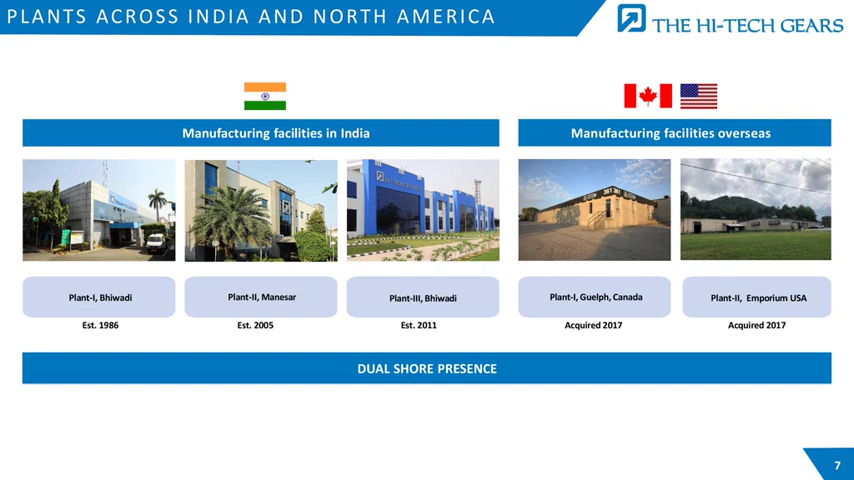 PLANTS ACROSS INDIA AND NORTH AMERICA
THE HI-TECH GEARS
Manufacturing facilities in India
Manufacturing facilities overseas
Plant-I, Bhiwadi
Plant-II, Manesar
Plant-III, Bhiwadi
Plant-I, Guelph, Canada
Plant-II, Emporium USA
Est. 1986
Est. 2005
Est. 2011
Acquired 2017
Acquired 2017
DUAL SHORE PRESENCE
7